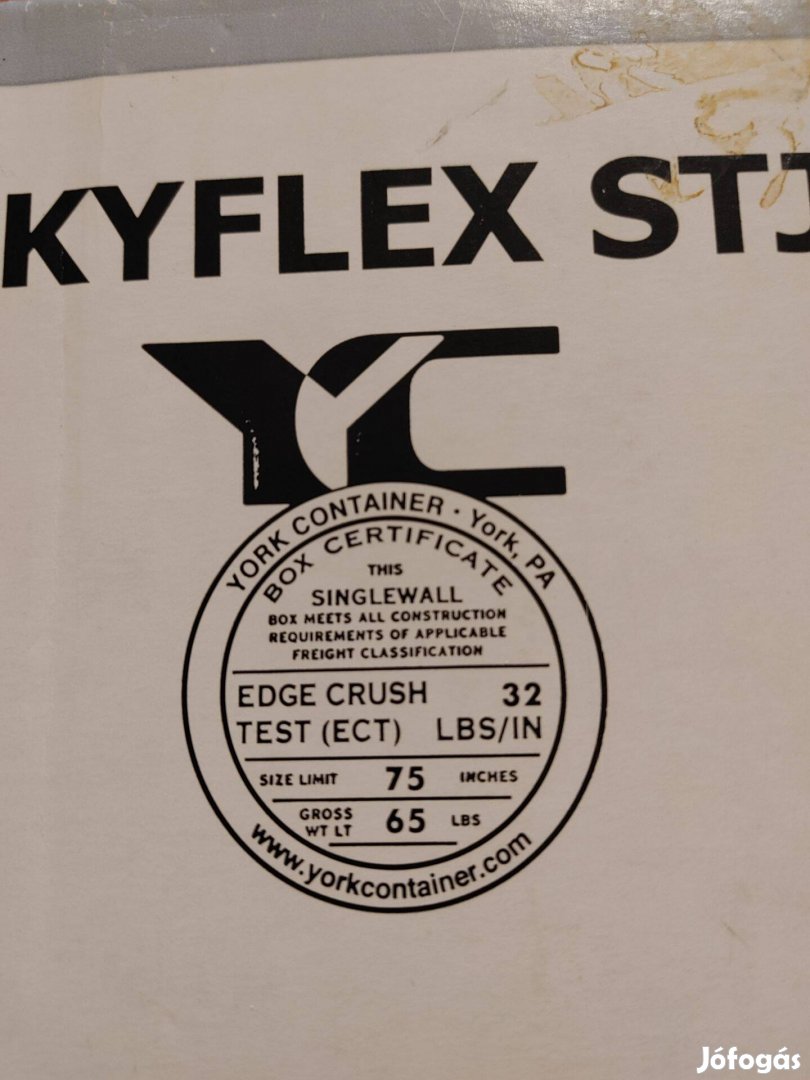 KYFLEX STJ
YC
YORK CONTAINER · York, PA
BOX CERTIFICATE
THIS
SINGLEWALL
BOX MEETS ALL CONSTRUCTION
REQUIREMENTS OF APPLICABLE
FREIGHT CLASSIFICATION
EDGE CRUSH 32
TEST (ECT) LBS/IN
SIZE LIMIT 75 INCHES
GROSS
WT LT 65 LBS
www.yorkcontainer.com
Jófogás